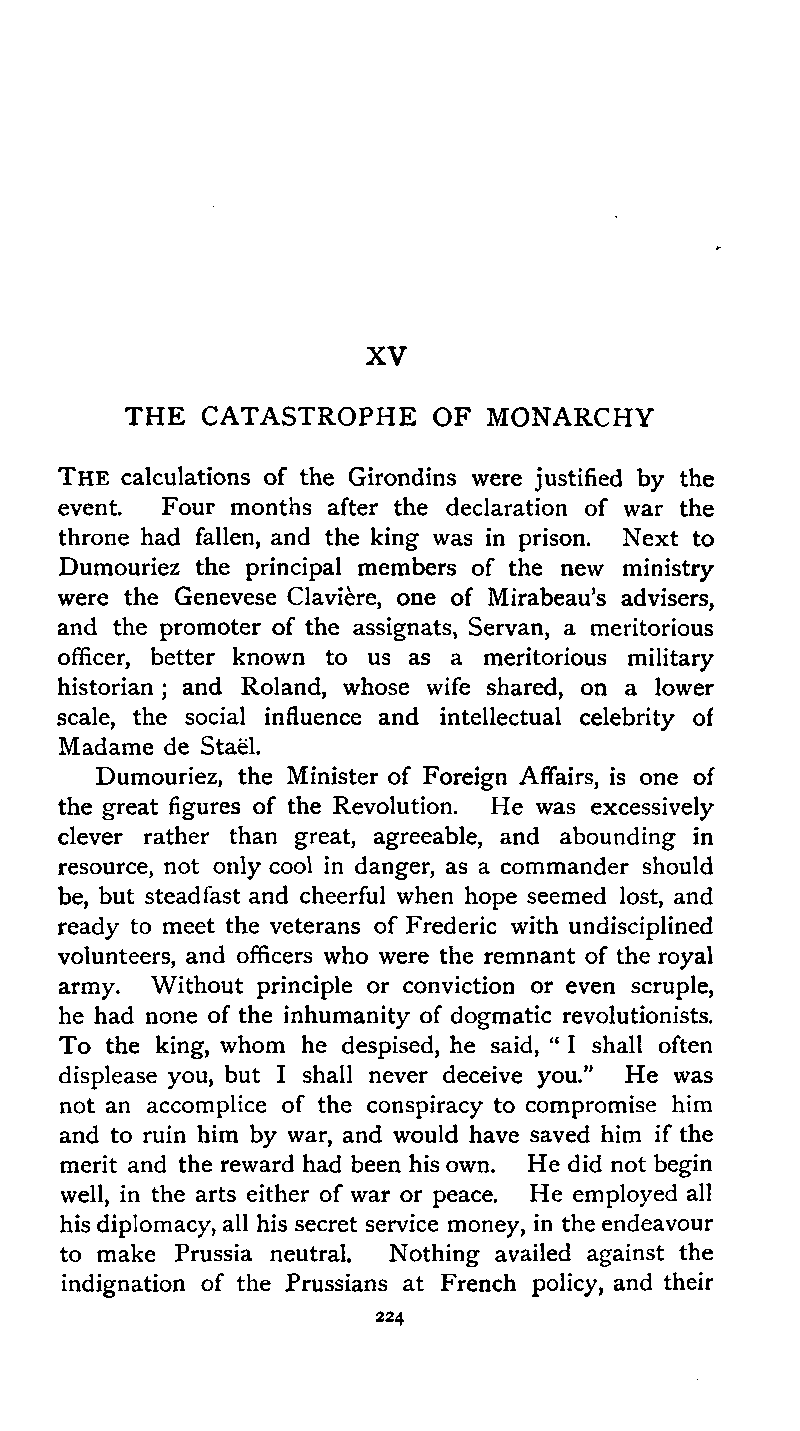 XV
THE CATASTROPHE OF MONARCHY
THE calculations of the Girondins were justified by the
event. Four months after the declaration of war the
throne had fallen, and the king was in prison. Next to
Dumouriez the principal members of the new ministry
were the Genevese Clavière, one of Mirabeau's advisers,
and the promoter of the assignats, Servan, a meritorious
officer, better known to us as a meritorious military
historian ; and Roland, whose wife shared, on a lower
scale, the social influence and intellectual celebrity of
Madame de Staël.
Dumouriez, the Minister of Foreign Affairs, is one of
the great figures of the Revolution. He was excessively
clever rather than great, agreeable, and abounding in
resource, not only cool in danger, as a commander should
be, but steadfast and cheerful when hope seemed lost, and
ready to meet the veterans of Frederic with undisciplined
volunteers, and officers who were the remnant of the royal
army. Without principle or conviction or even scruple,
he had none of the inhumanity of dogmatic revolutionists.
To the king, whom he despised, he said, " I shall often
displease you, but I shall never deceive you." He was
not an accomplice of the conspiracy to compromise him
and to ruin him by war, and would have saved him if the
merit and the reward had been his own. He did not begin
well, in the arts either of war or peace. He employed all
his diplomacy, all his secret service money, in the endeavour
to make Prussia neutral. Nothing availed against the
indignation of the Prussians at French policy, and their
224